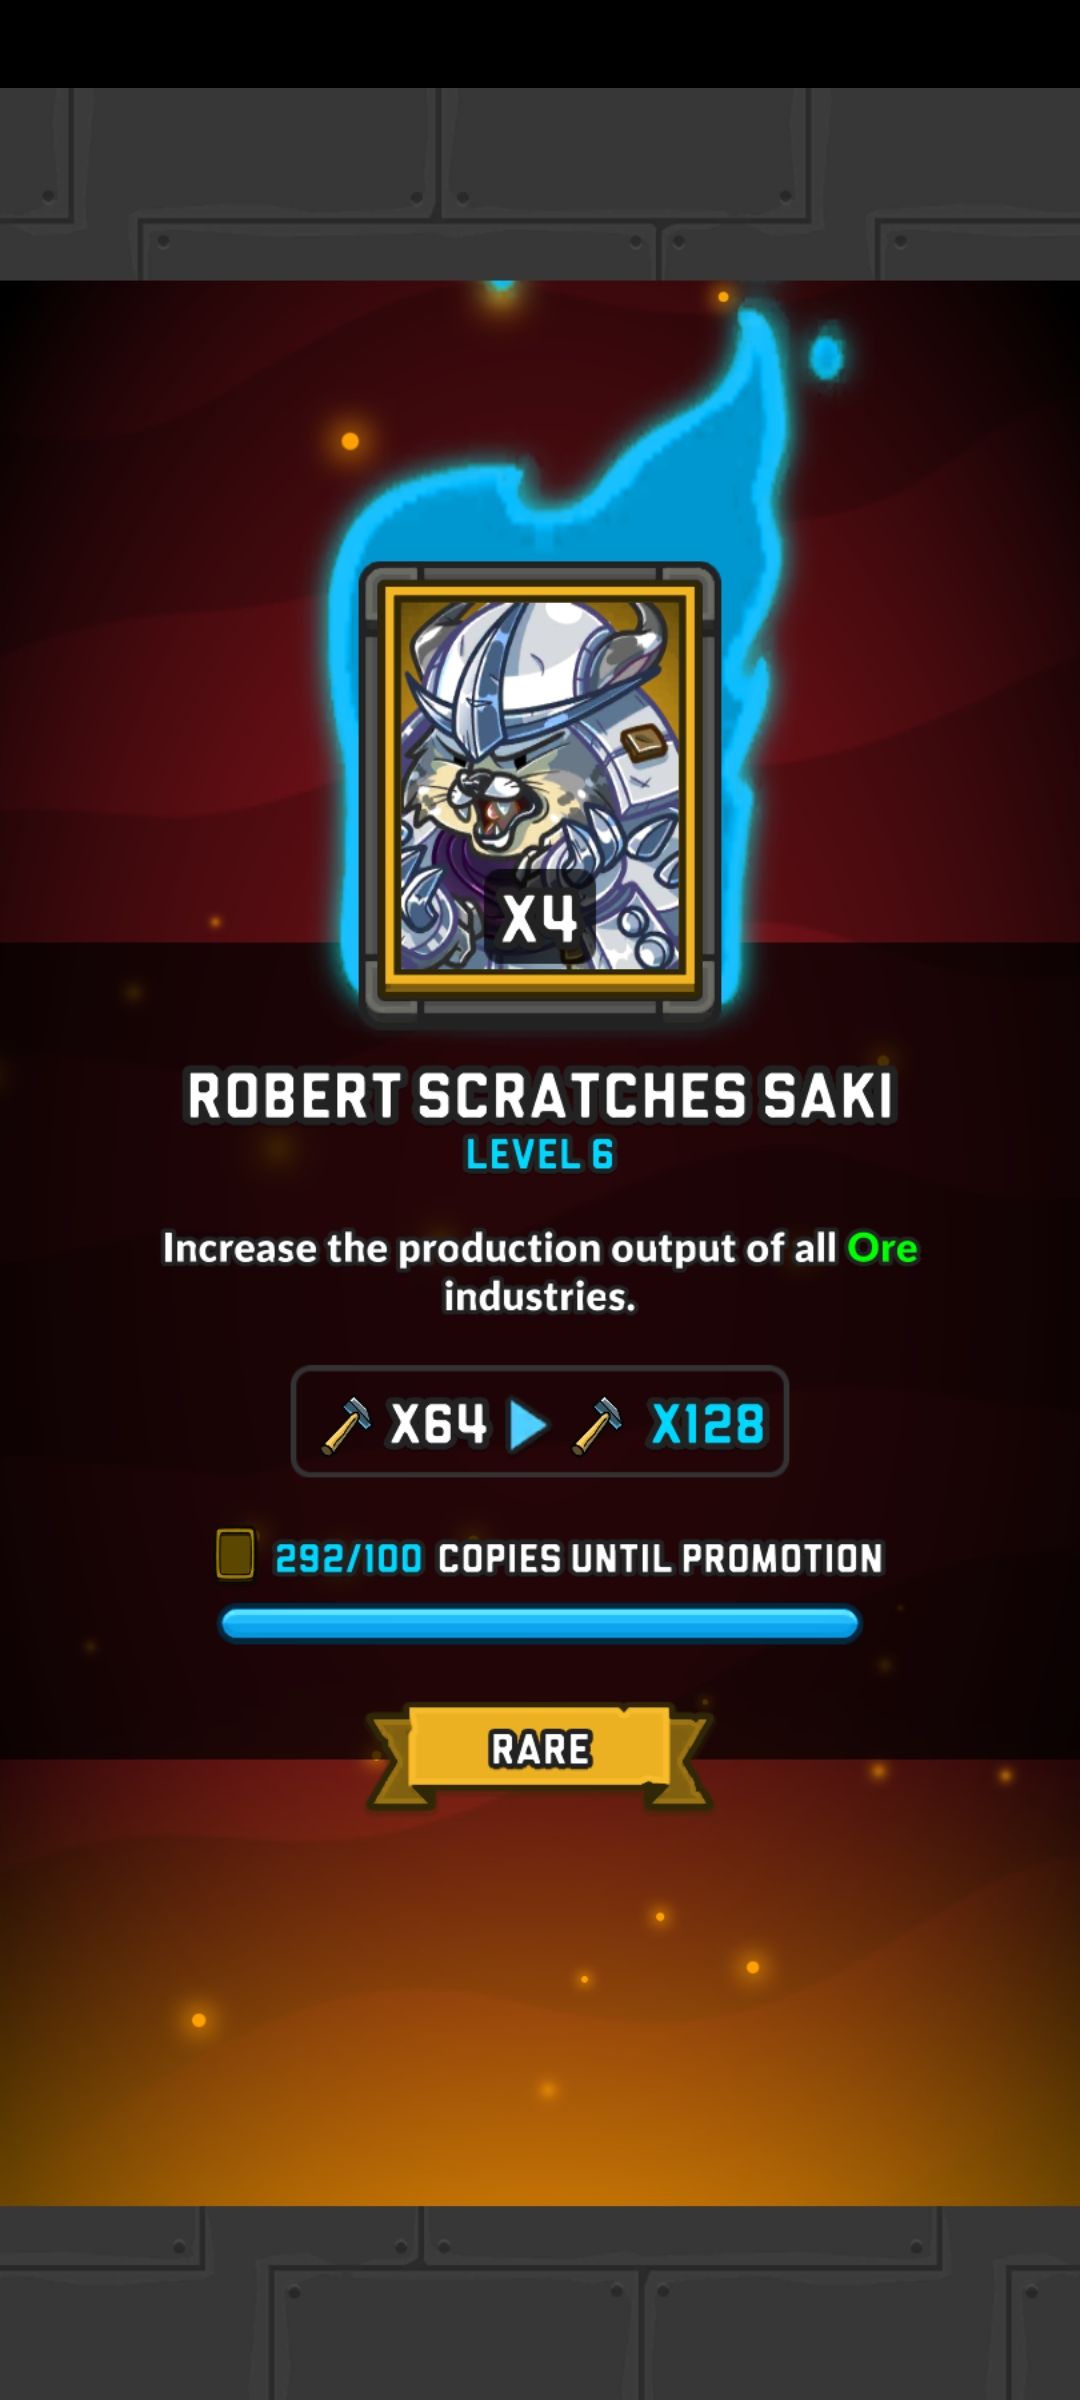 X4
ROBERT SCRATCHES SAKI
LEVEL 6
Increase the production output of all Ore
industries.
X64 X128
292/100 COPIES UNTIL PROMOTION
RARE